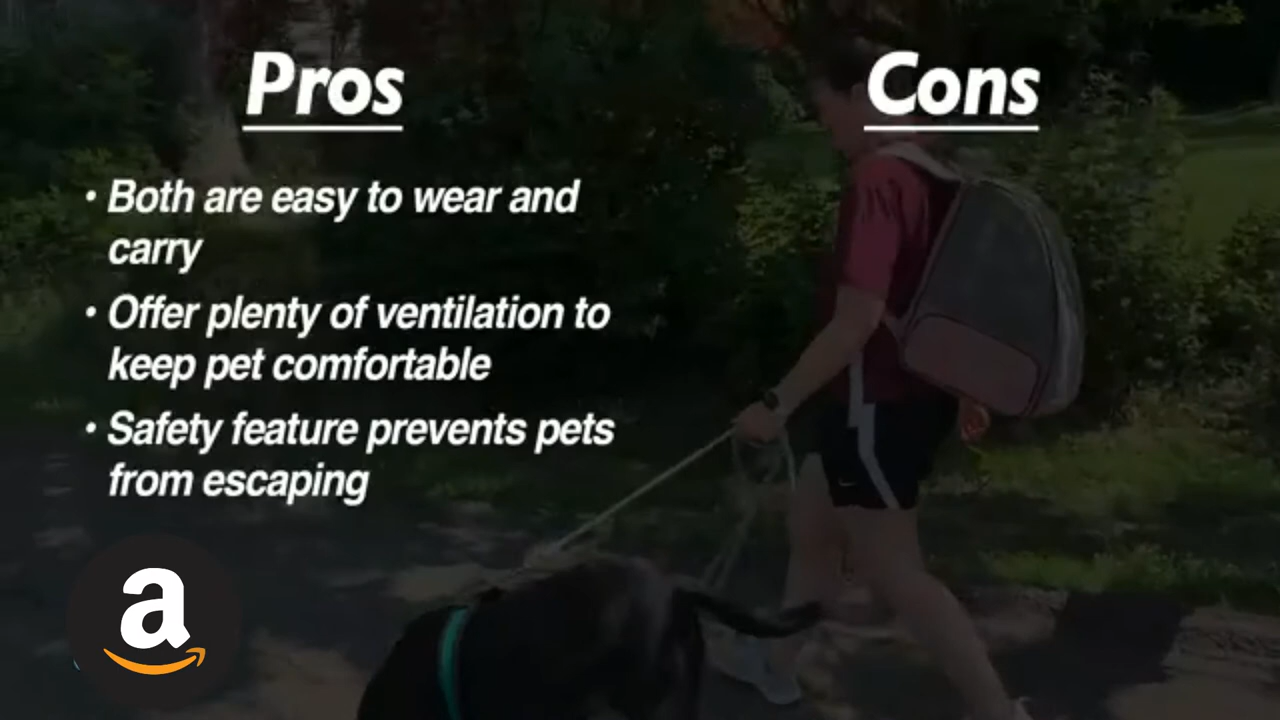 Pros
Cons
• Both are easy to wear and
carry
• Offer plenty of ventilation to
keep pet comfortable
• Safety feature prevents pets
from escaping
a